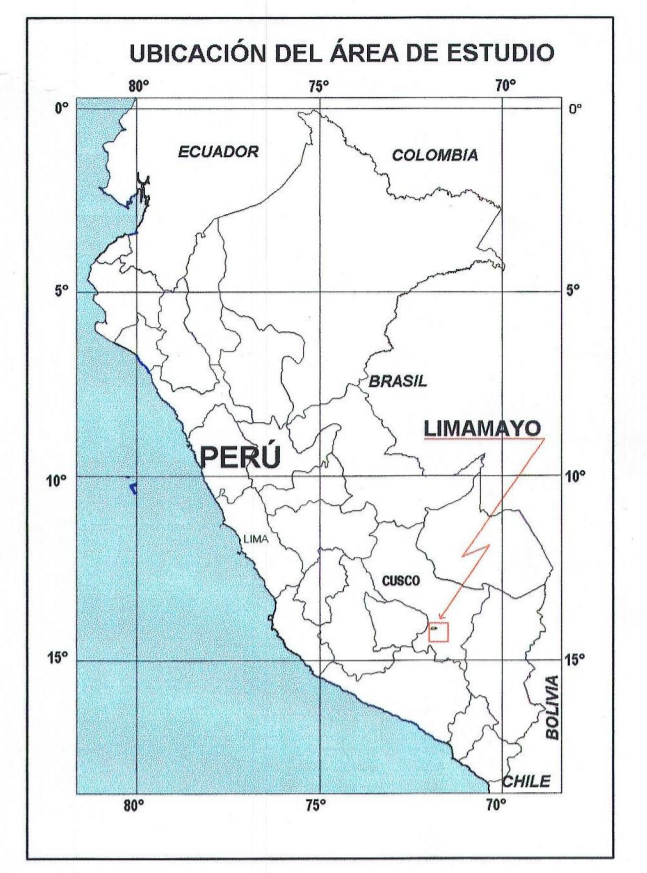 UBICACIÓN DEL ÁREA DE ESTUDIO
80° 75° 70°
0° 0°
ECUADOR COLOMBIA
5° 5°
BRASIL
LIMAMAYO
PERÚ
10° 10°
LIMA
CUSCO
15° 15°
BOLIVIA
CHILE
80° 75° 70°